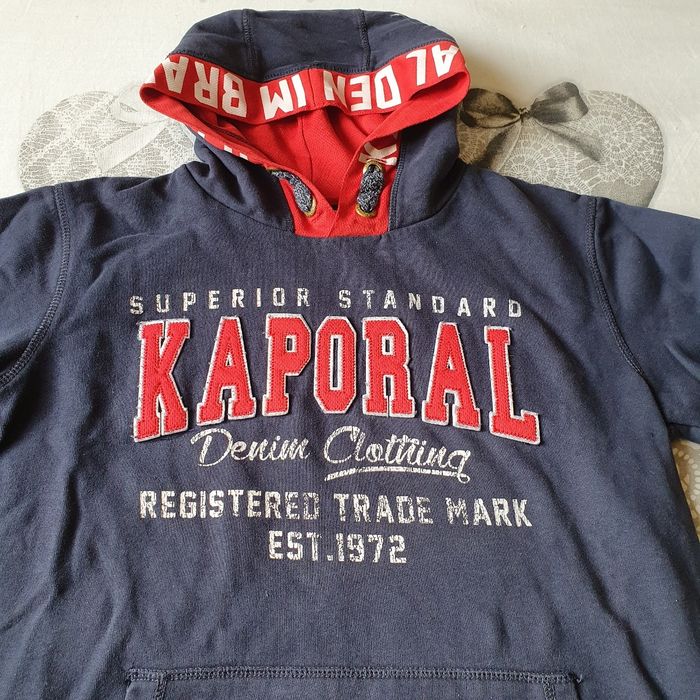 AL DENIM BRA
SUPERIOR STANDARD
KAPORAL
Denim Clothing
REGISTERED TRADE MARK
EST.1972